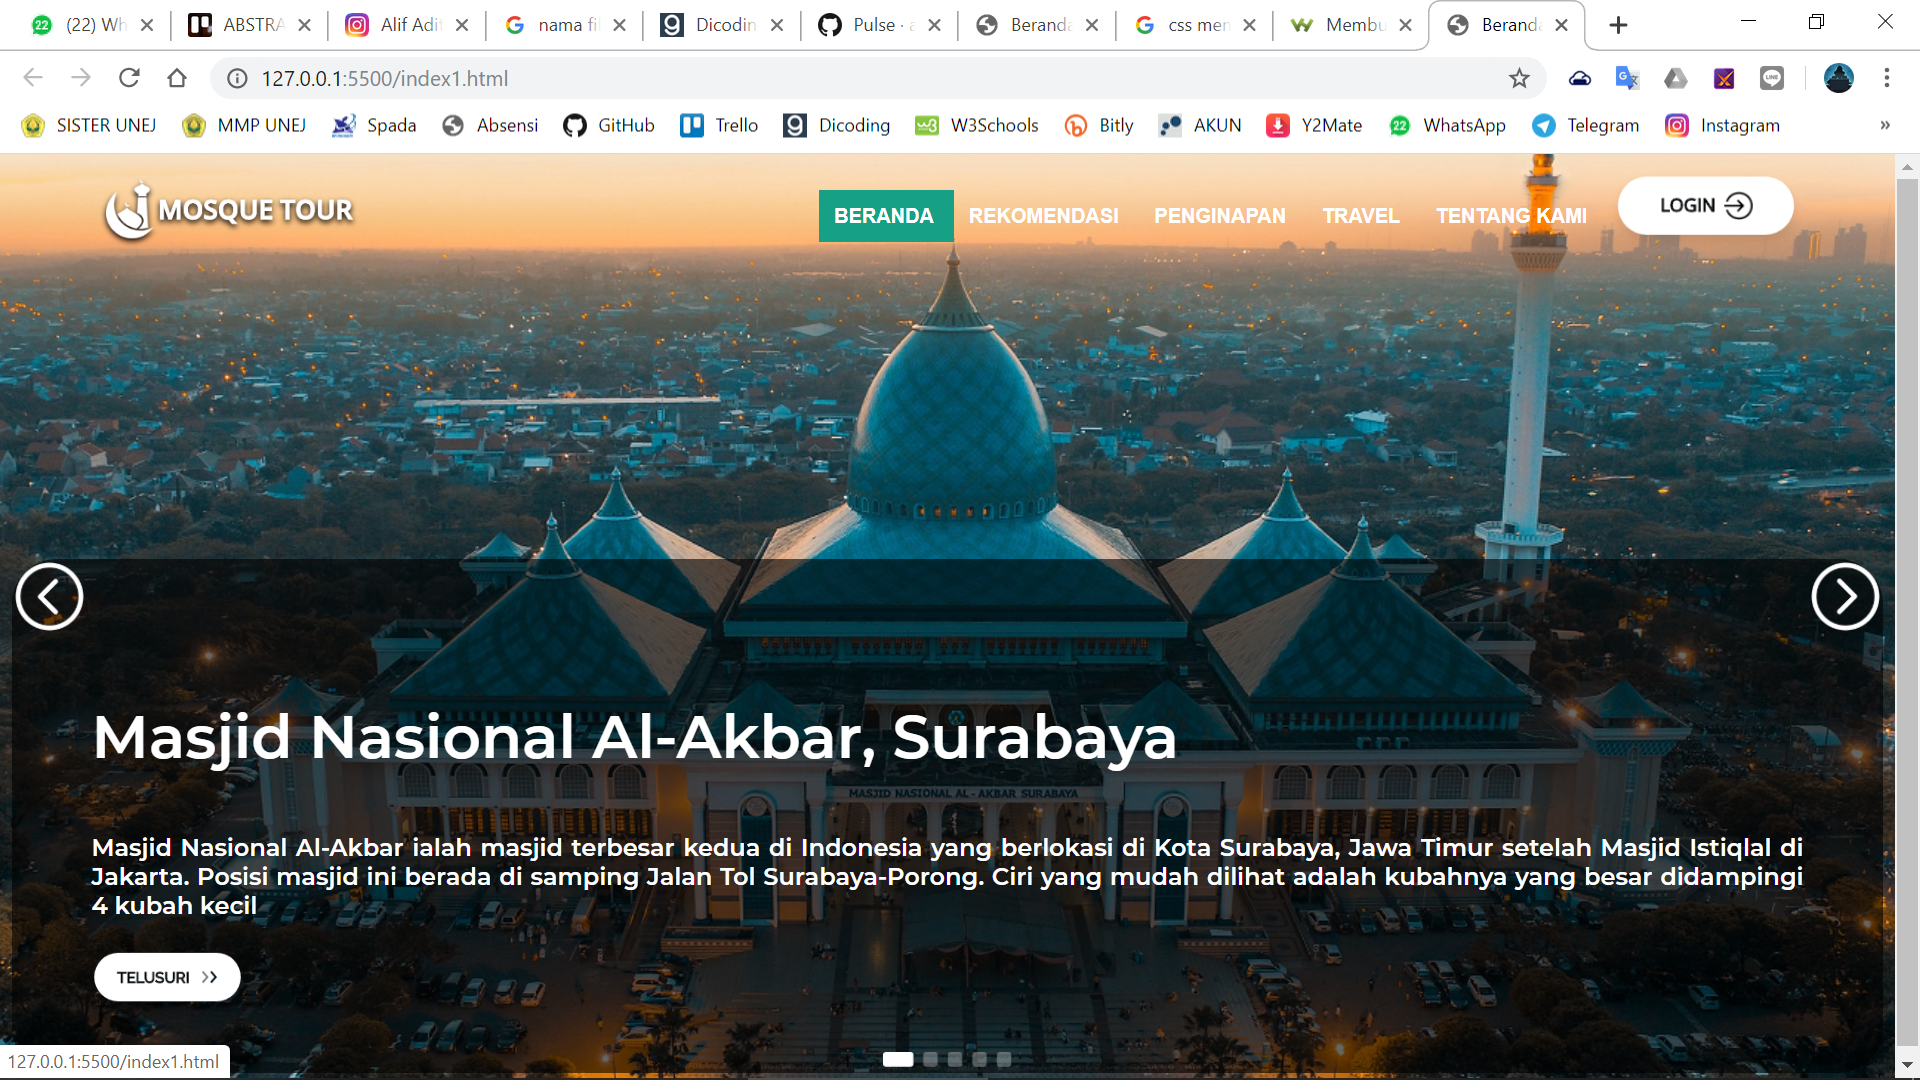 (22) Wh
ABSTRA
Alif Adit
nama fil
Dicodin
Pulse · a
Beranda
css men
Membu
Beranda
127.0.0.1:5500/index1.html
SISTER UNEJ
MMP UNEJ
Spada
Absensi
GitHub
Trello
Dicoding
W3Schools
Bitly
AKUN
Y2Mate
WhatsApp
Telegram
Instagram
»
MOSQUE TOUR
BERANDA
REKOMENDASI
PENGINAPAN
TRAVEL
TENTANG KAMI
LOGIN
MASJID NASIONAL AL - AKBAR SURABAYA
Masjid Nasional Al-Akbar, Surabaya
Masjid Nasional Al-Akbar ialah masjid terbesar kedua di Indonesia yang berlokasi di Kota Surabaya, Jawa Timur setelah Masjid Istiqlal di
Jakarta. Posisi masjid ini berada di samping Jalan Tol Surabaya-Porong. Ciri yang mudah dilihat adalah kubahnya yang besar didampingi
4 kubah kecil
TELUSURI
127.0.0.1:5500/index1.html